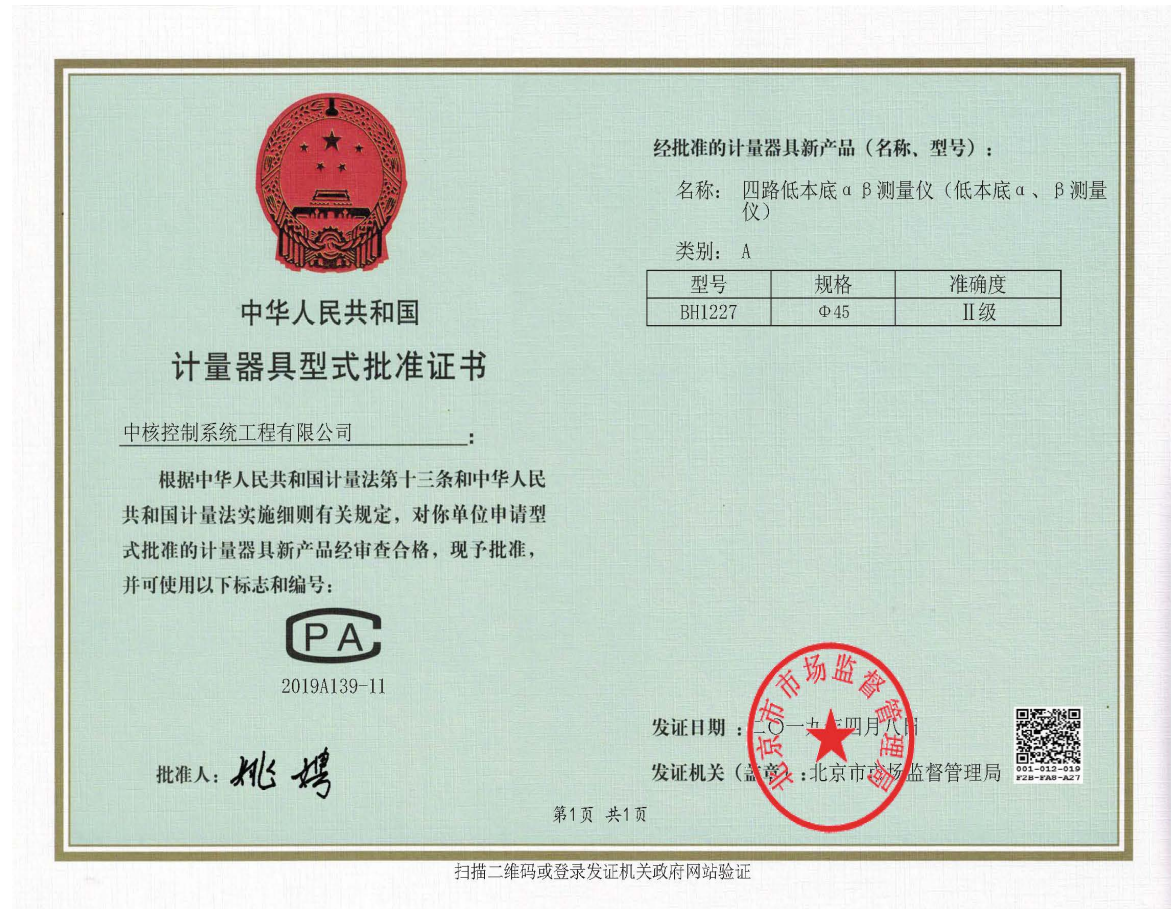 中华人民共和国
计量器具型式批准证书
中核控制系统工程有限公司：
根据中华人民共和国计量法第十三条和中华人民
共和国计量法实施细则有关规定，对你单位申请型
式批准的计量器具新产品经审查合格，现予批准，
并可使用以下标志和编号：
CPA
2019A139-11
批准人：姚娉
经批准的计量器具新产品（名称、型号）：
名称： 四路低本底αβ测量仪（低本底α、β测量
仪）
类别： A
型号 规格 准确度
BH1227 Φ45 Ⅱ级
发证日期：二〇一九年四月八日
发证机关（盖章）：北京市市场监督管理局
北京市市场监督管理局
001-012-019
F2B-FA8-A27
第1页 共1页
扫描二维码或登录发证机关政府网站验证